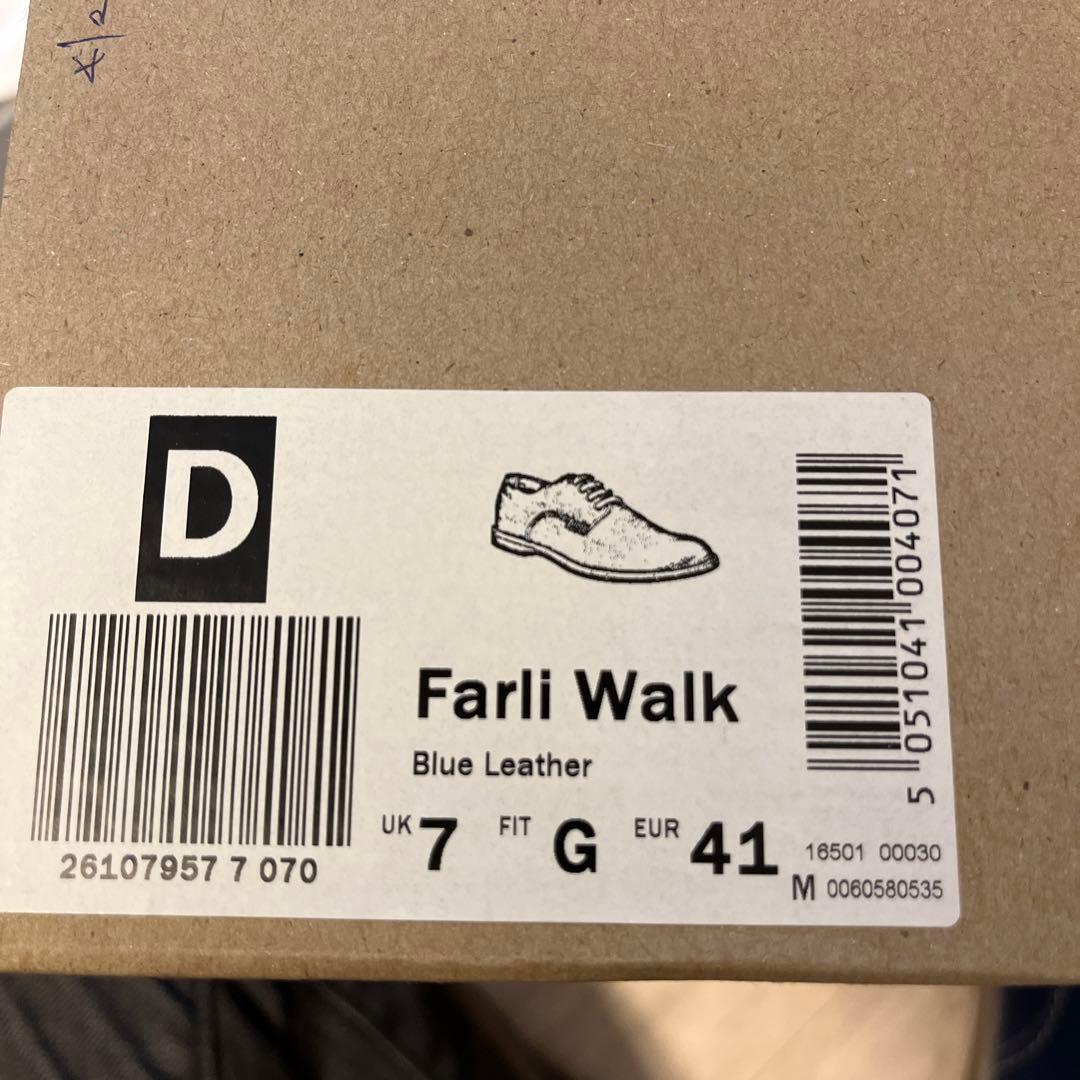 D
26107957 7 070
Farli Walk
Blue Leather
UK 7 FIT G EUR 41
5 051041 004071
16501 00030
M 0060580535